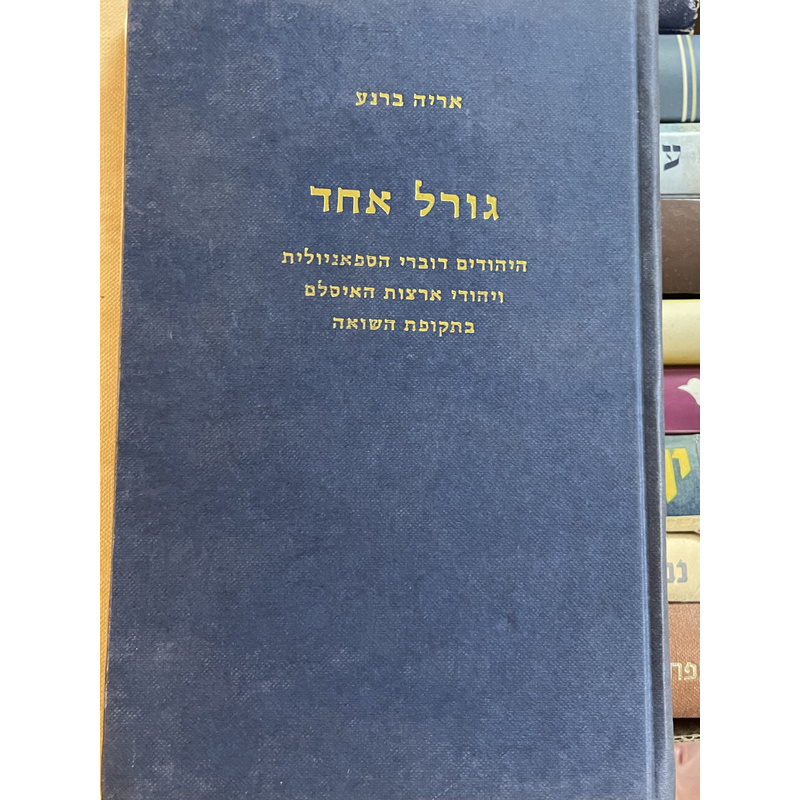 אריה ברנע
גורל אחד
היהודים דוברי הספאניולית
ויהודי ארצות האיסלם
בתקופת השואה